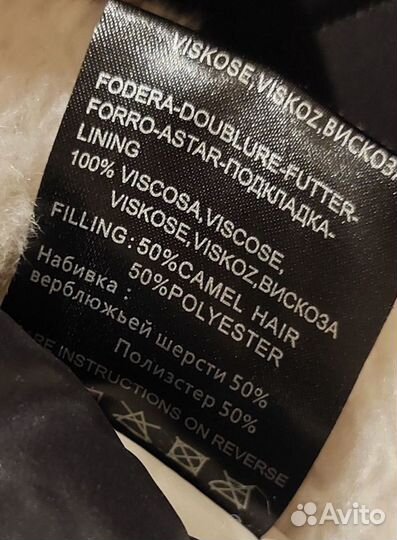 VISKOSE,VISKOZ,ВИСКОЗА
FODERA-DOUBLURE-FUTTER-
FORRO-ASTAR-ПОДКЛАДКА-
LINING
100% VISCOSA,VISCOSE,
VISKOSE,VISKOZ,ВИСКОЗА
FILLING:50%CAMEL HAIR
50%POLYESTER
Набивка :
верблюжьей шерсти 50%
Полиэстер 50%
RE INSTRUCTIONS ON REVERSE
Avito